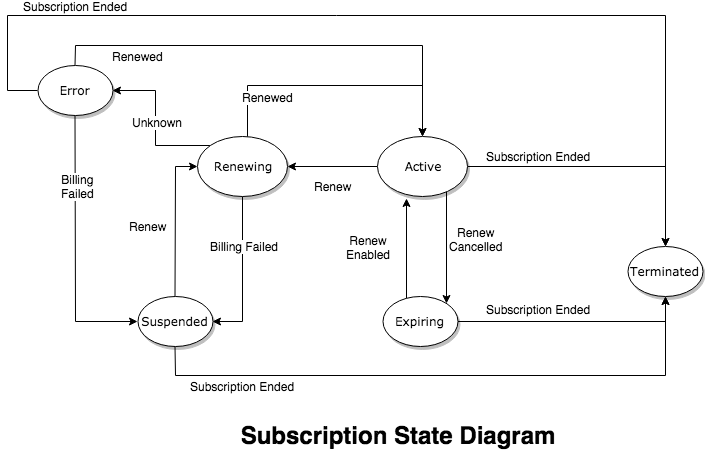 Subscription Ended
Renewed
Error
Renewed
Unknown
Renewing
Active
Subscription Ended
Billing
Failed
Renew
Renew
Billing Failed
Renew
Enabled
Renew
Cancelled
Terminated
Suspended
Expiring
Subscription Ended
Subscription Ended
Subscription State Diagram